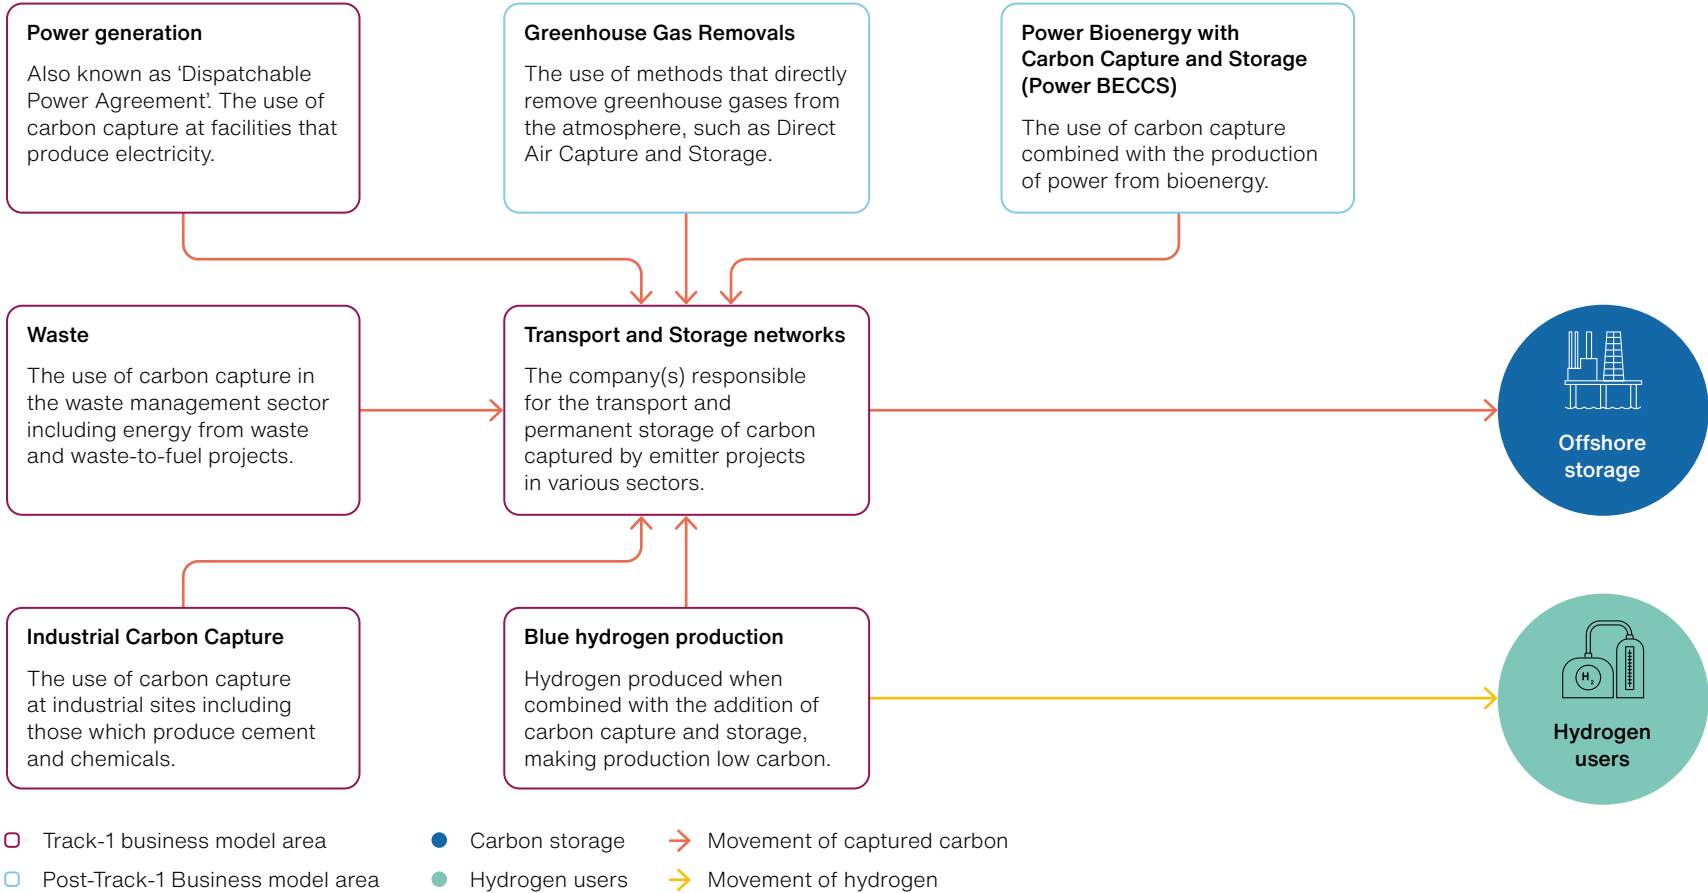 Power generation
Also known as ‘Dispatchable
Power Agreement’. The use of
carbon capture at facilities that
produce electricity.
Greenhouse Gas Removals
The use of methods that directly
remove greenhouse gases from
the atmosphere, such as Direct
Air Capture and Storage.
Power Bioenergy with
Carbon Capture and Storage
(Power BECCS)
The use of carbon capture
combined with the production
of power from bioenergy.
Waste
The use of carbon capture in
the waste management sector
including energy from waste
and waste-to-fuel projects.
Transport and Storage networks
The company(s) responsible
for the transport and
permanent storage of carbon
captured by emitter projects
in various sectors.
Offshore
storage
Industrial Carbon Capture
The use of carbon capture
at industrial sites including
those which produce cement
and chemicals.
Blue hydrogen production
Hydrogen produced when
combined with the addition of
carbon capture and storage,
making production low carbon.
H₂
Hydrogen
users
Track-1 business model area
Carbon storage
Movement of captured carbon
Post-Track-1 Business model area
Hydrogen users
Movement of hydrogen